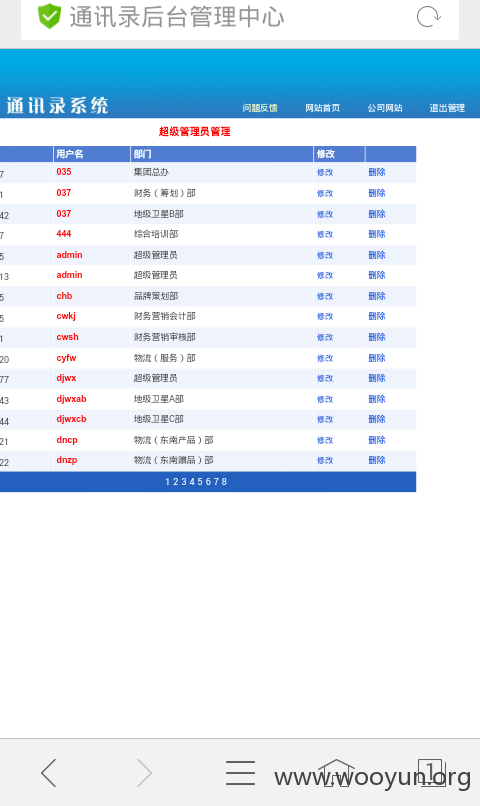 通讯录后台管理中心
通讯录系统
问题反馈 网站首页 公司网站 退出管理
超级管理员管理
用户名 部门 修改
7 035 集团总办 修改 删除
1 037 财务（筹划）部 修改 删除
42 037 地级卫星B部 修改 删除
7 444 综合培训部 修改 删除
5 admin 超级管理员 修改 删除
13 admin 超级管理员 修改 删除
5 chb 品牌策划部 修改 删除
5 cwkj 财务营销会计部 修改 删除
1 cwsh 财务营销审核部 修改 删除
20 cyfw 物流（服务）部 修改 删除
77 djwx 超级管理员 修改 删除
43 djwxab 地级卫星A部 修改 删除
44 djwxcb 地级卫星C部 修改 删除
21 dncp 物流（东南产品）部 修改 删除
22 dnzp 物流（东南赠品）部 修改 删除
1 2 3 4 5 6 7 8
1
www.wooyun.org